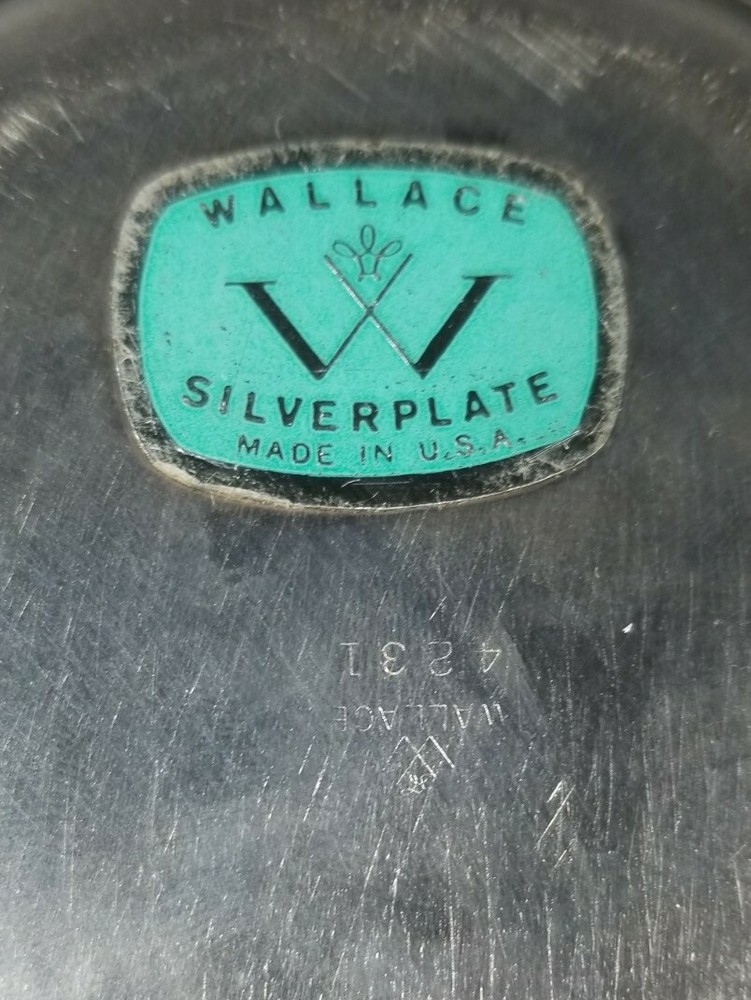 WALLACE
W
SILVERPLATE
MADE IN U.S.A.
W
WALLACE
4231